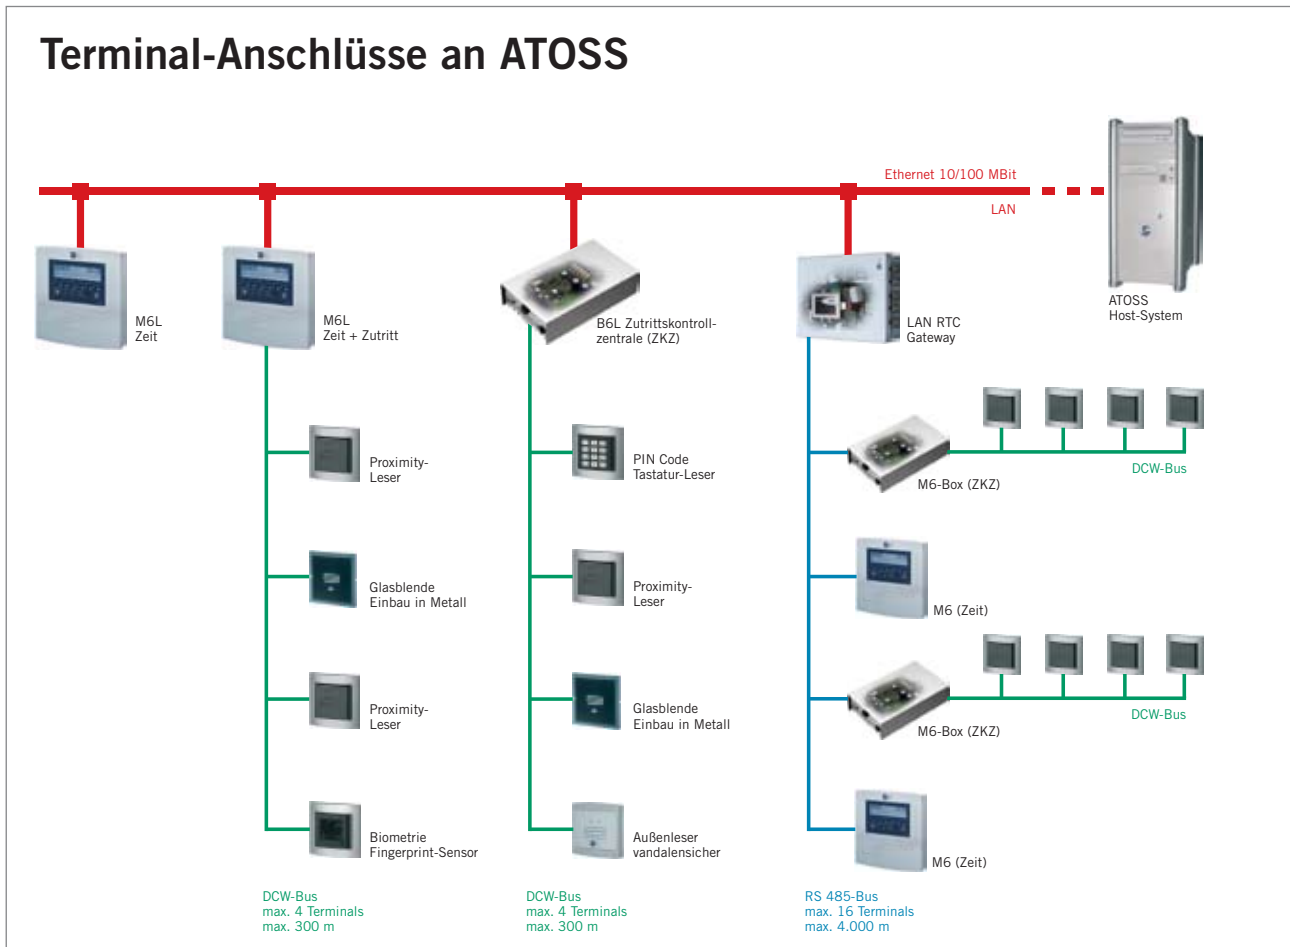 Terminal-Anschlüsse an ATOSS
Ethernet 10/100 MBit
LAN
ATOSS
Host-System
M6L
Zeit
M6L
Zeit + Zutritt
B6L Zutrittskontroll-
zentrale (ZKZ)
LAN RTC
Gateway
Proximity-
Leser
Glasblende
Einbau in Metall
Proximity-
Leser
Biometrie
Fingerprint-Sensor
DCW-Bus
max. 4 Terminals
max. 300 m
PIN Code
Tastatur-Leser
Proximity-
Leser
Glasblende
Einbau in Metall
Außenleser
vandalensicher
DCW-Bus
max. 4 Terminals
max. 300 m
M6-Box (ZKZ)
DCW-Bus
M6 (Zeit)
M6-Box (ZKZ)
DCW-Bus
M6 (Zeit)
RS 485-Bus
max. 16 Terminals
max. 4.000 m